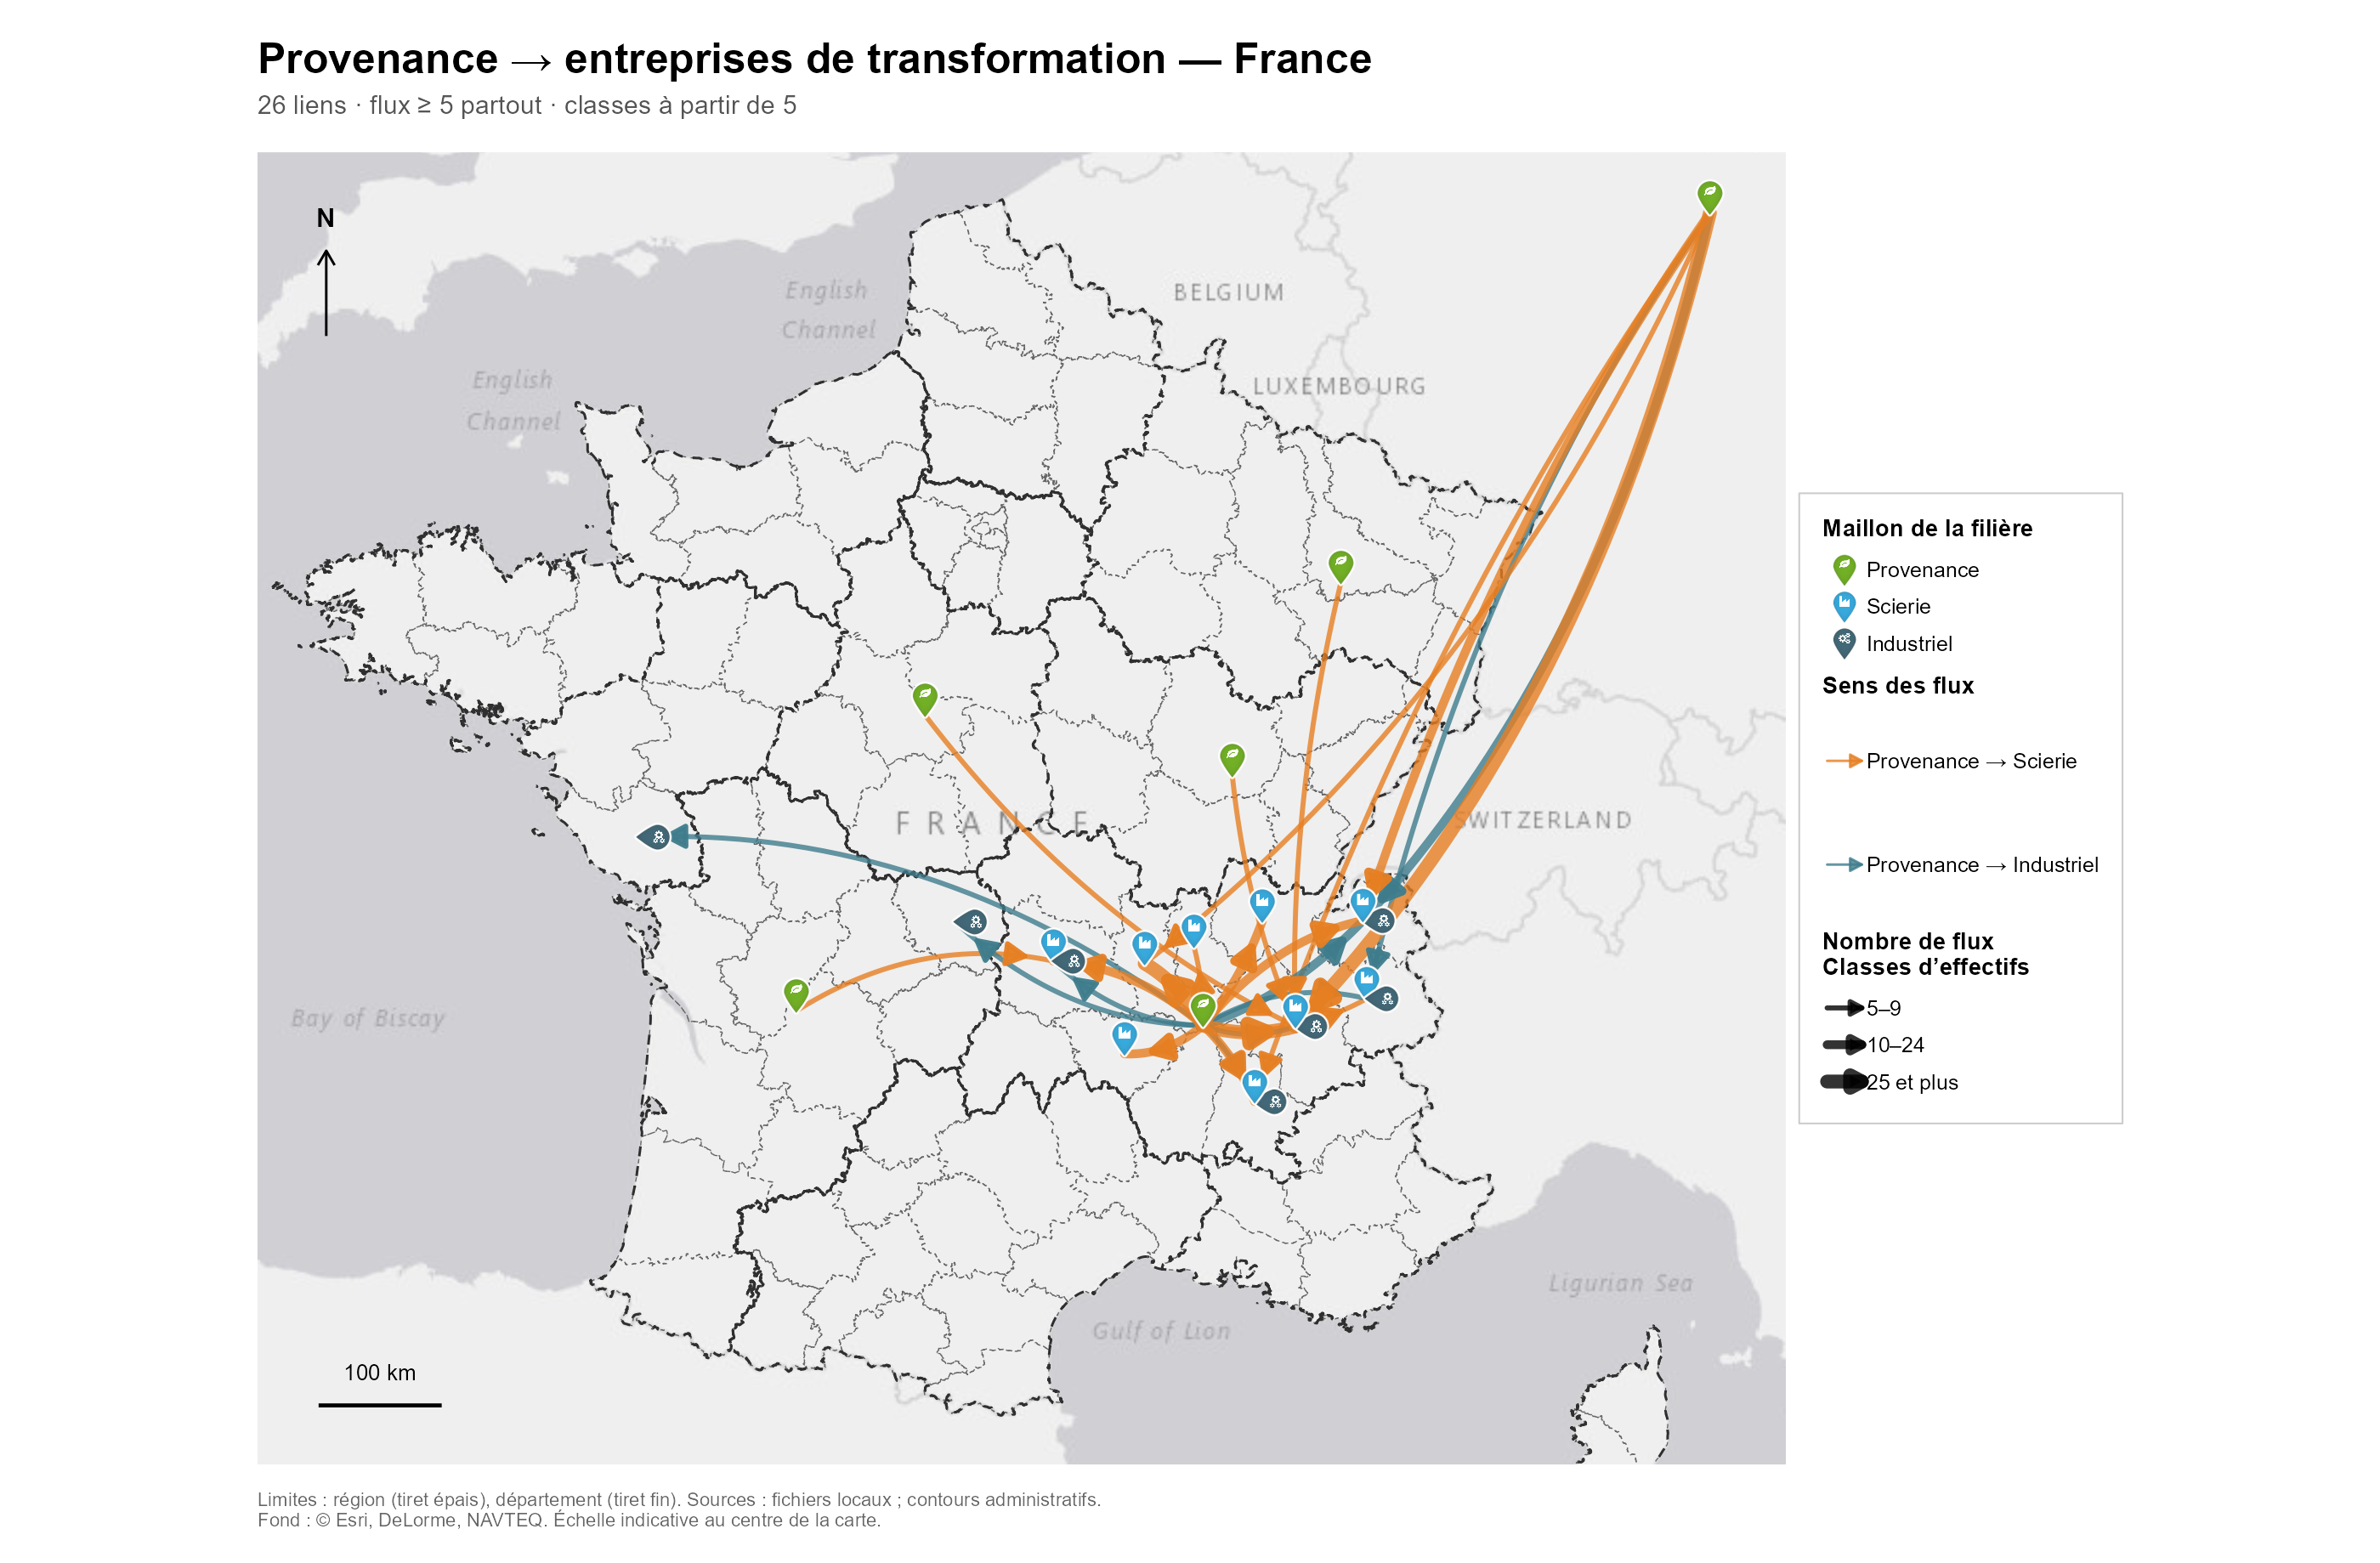 Provenance → entreprises de transformation — France
26 liens · flux ≥ 5 partout · classes à partir de 5
N
English
Channel
BELGIUM
English
Channel
LUXEMBOURG
FRANCE
SWITZERLAND
Bay of Biscay
Ligurian Sea
Gulf of Lion
100 km
Maillon de la filière
Provenance
Scierie
Industriel
Sens des flux
Provenance → Scierie
Provenance → Industriel
Nombre de flux
Classes d’effectifs
5–9
10–24
25 et plus
Limites : région (tiret épais), département (tiret fin). Sources : fichiers locaux ; contours administratifs.
Fond : © Esri, DeLorme, NAVTEQ. Échelle indicative au centre de la carte.